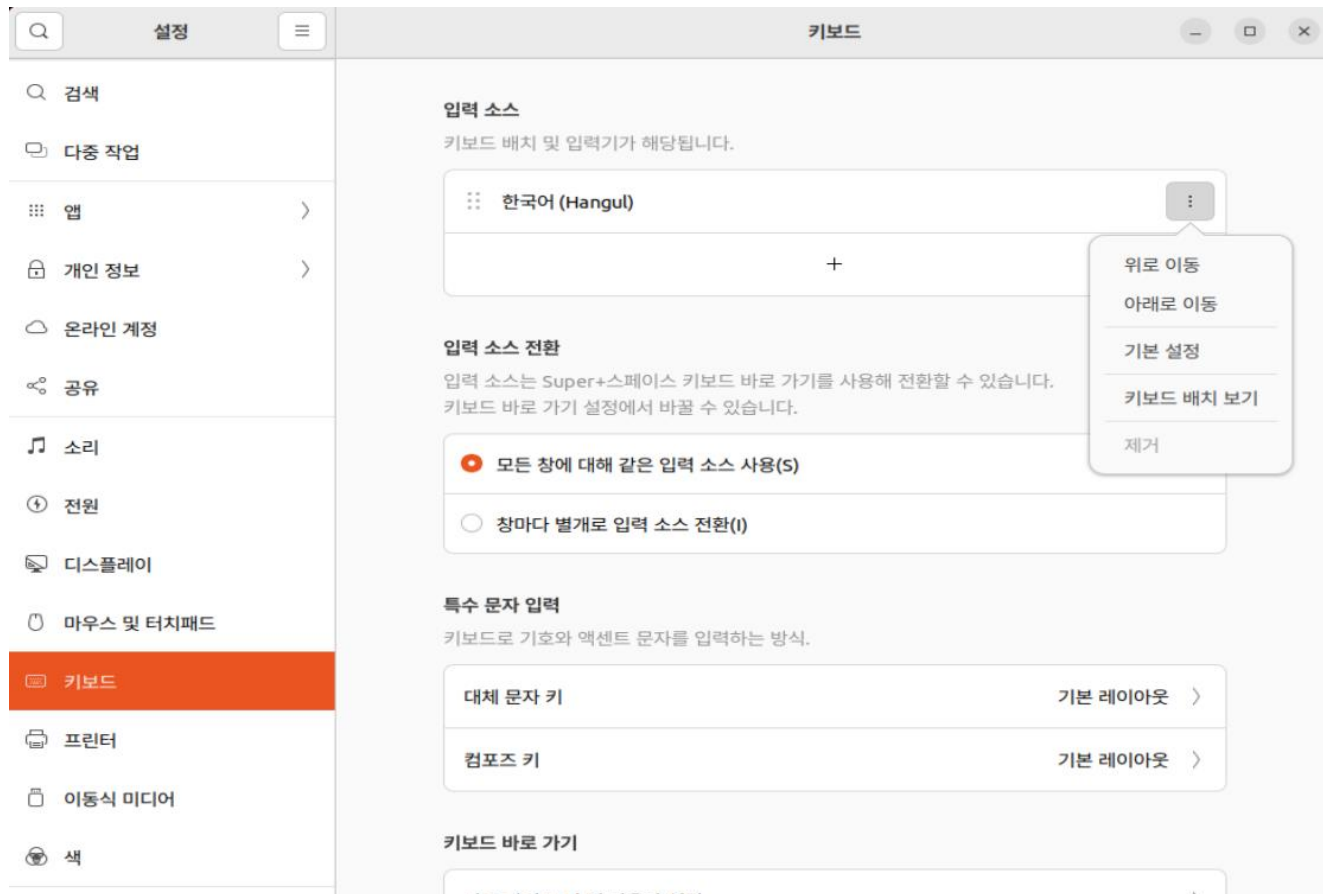 설정
키보드
검색
다중 작업
앱
개인 정보
온라인 계정
공유
소리
전원
디스플레이
마우스 및 터치패드
키보드
프린터
이동식 미디어
색
입력 소스
키보드 배치 및 입력기가 해당됩니다.
한국어 (Hangul)
+
위로 이동
아래로 이동
기본 설정
키보드 배치 보기
제거
입력 소스 전환
입력 소스는 Super+스페이스 키보드 바로 가기를 사용해 전환할 수 있습니다.
키보드 바로 가기 설정에서 바꿀 수 있습니다.
모든 창에 대해 같은 입력 소스 사용(S)
창마다 별개로 입력 소스 전환(I)
특수 문자 입력
키보드로 기호와 액센트 문자를 입력하는 방식.
대체 문자 키 기본 레이아웃
컴포즈 키 기본 레이아웃
키보드 바로 가기